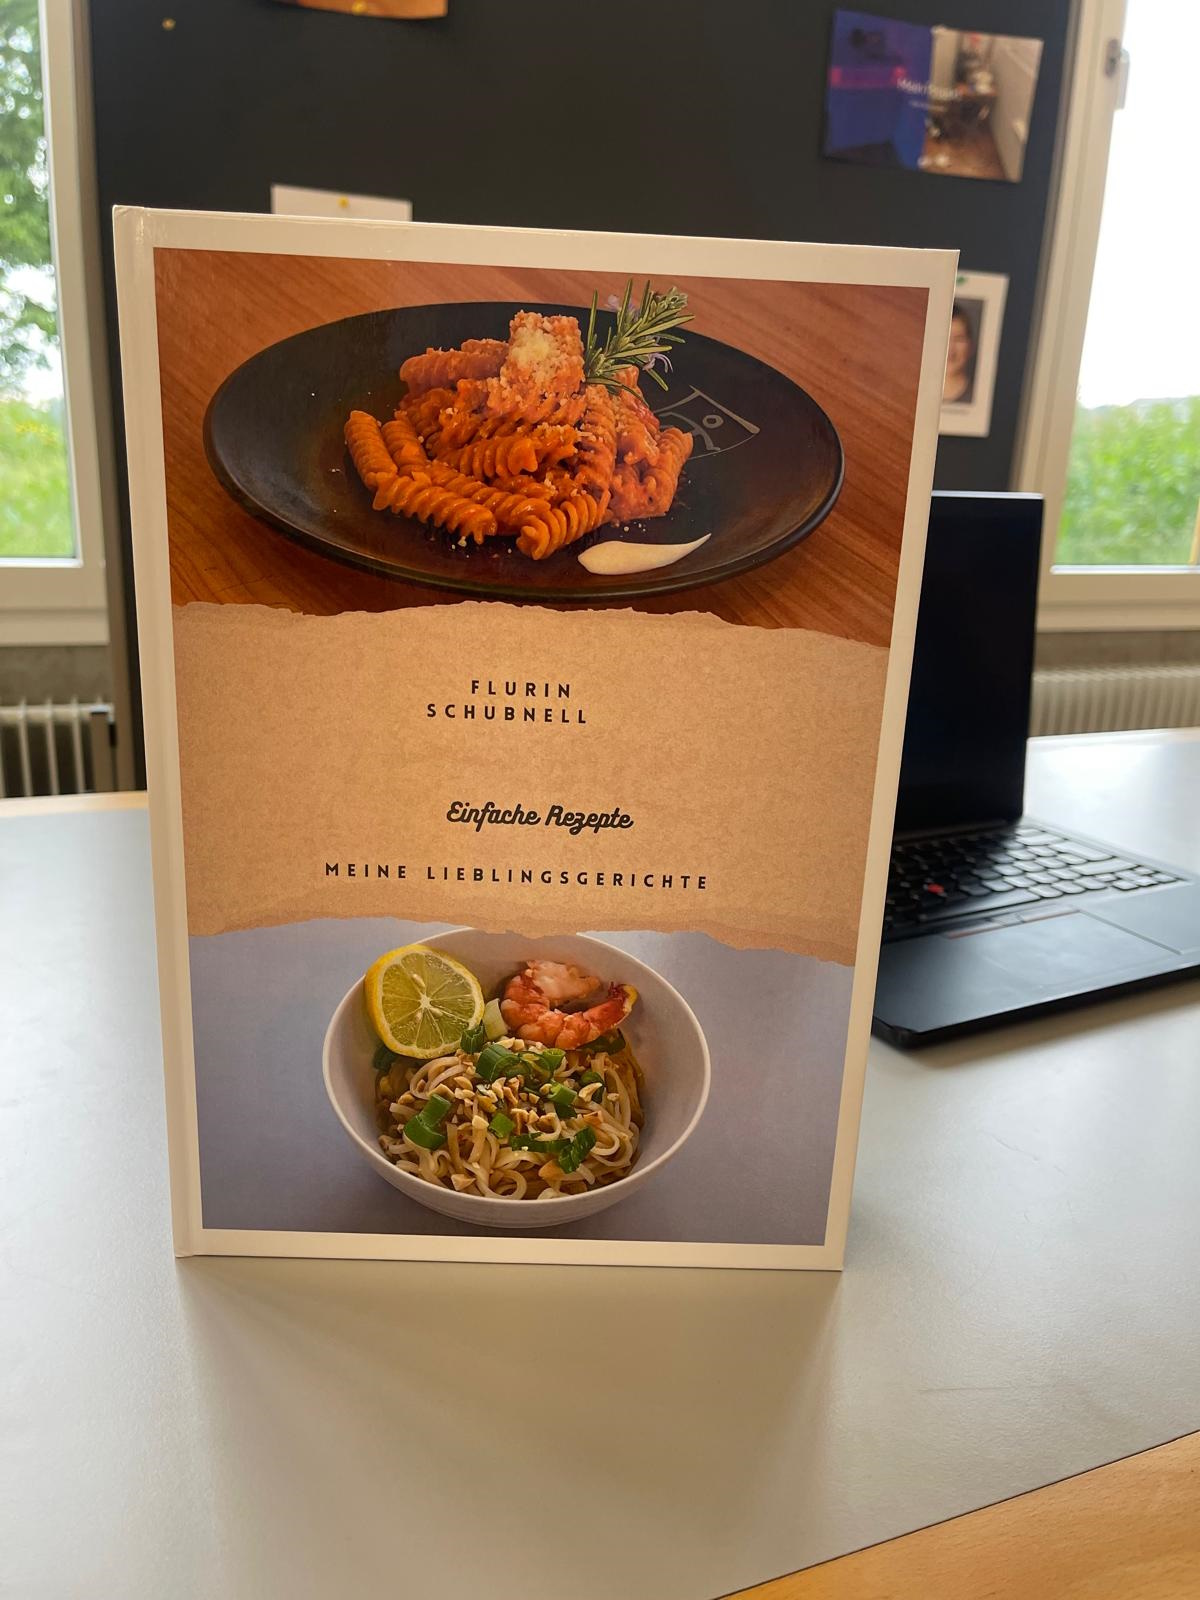 FLURIN
SCHUBNELL
Einfache Rezepte
MEINE LIEBLINGSGERICHTE